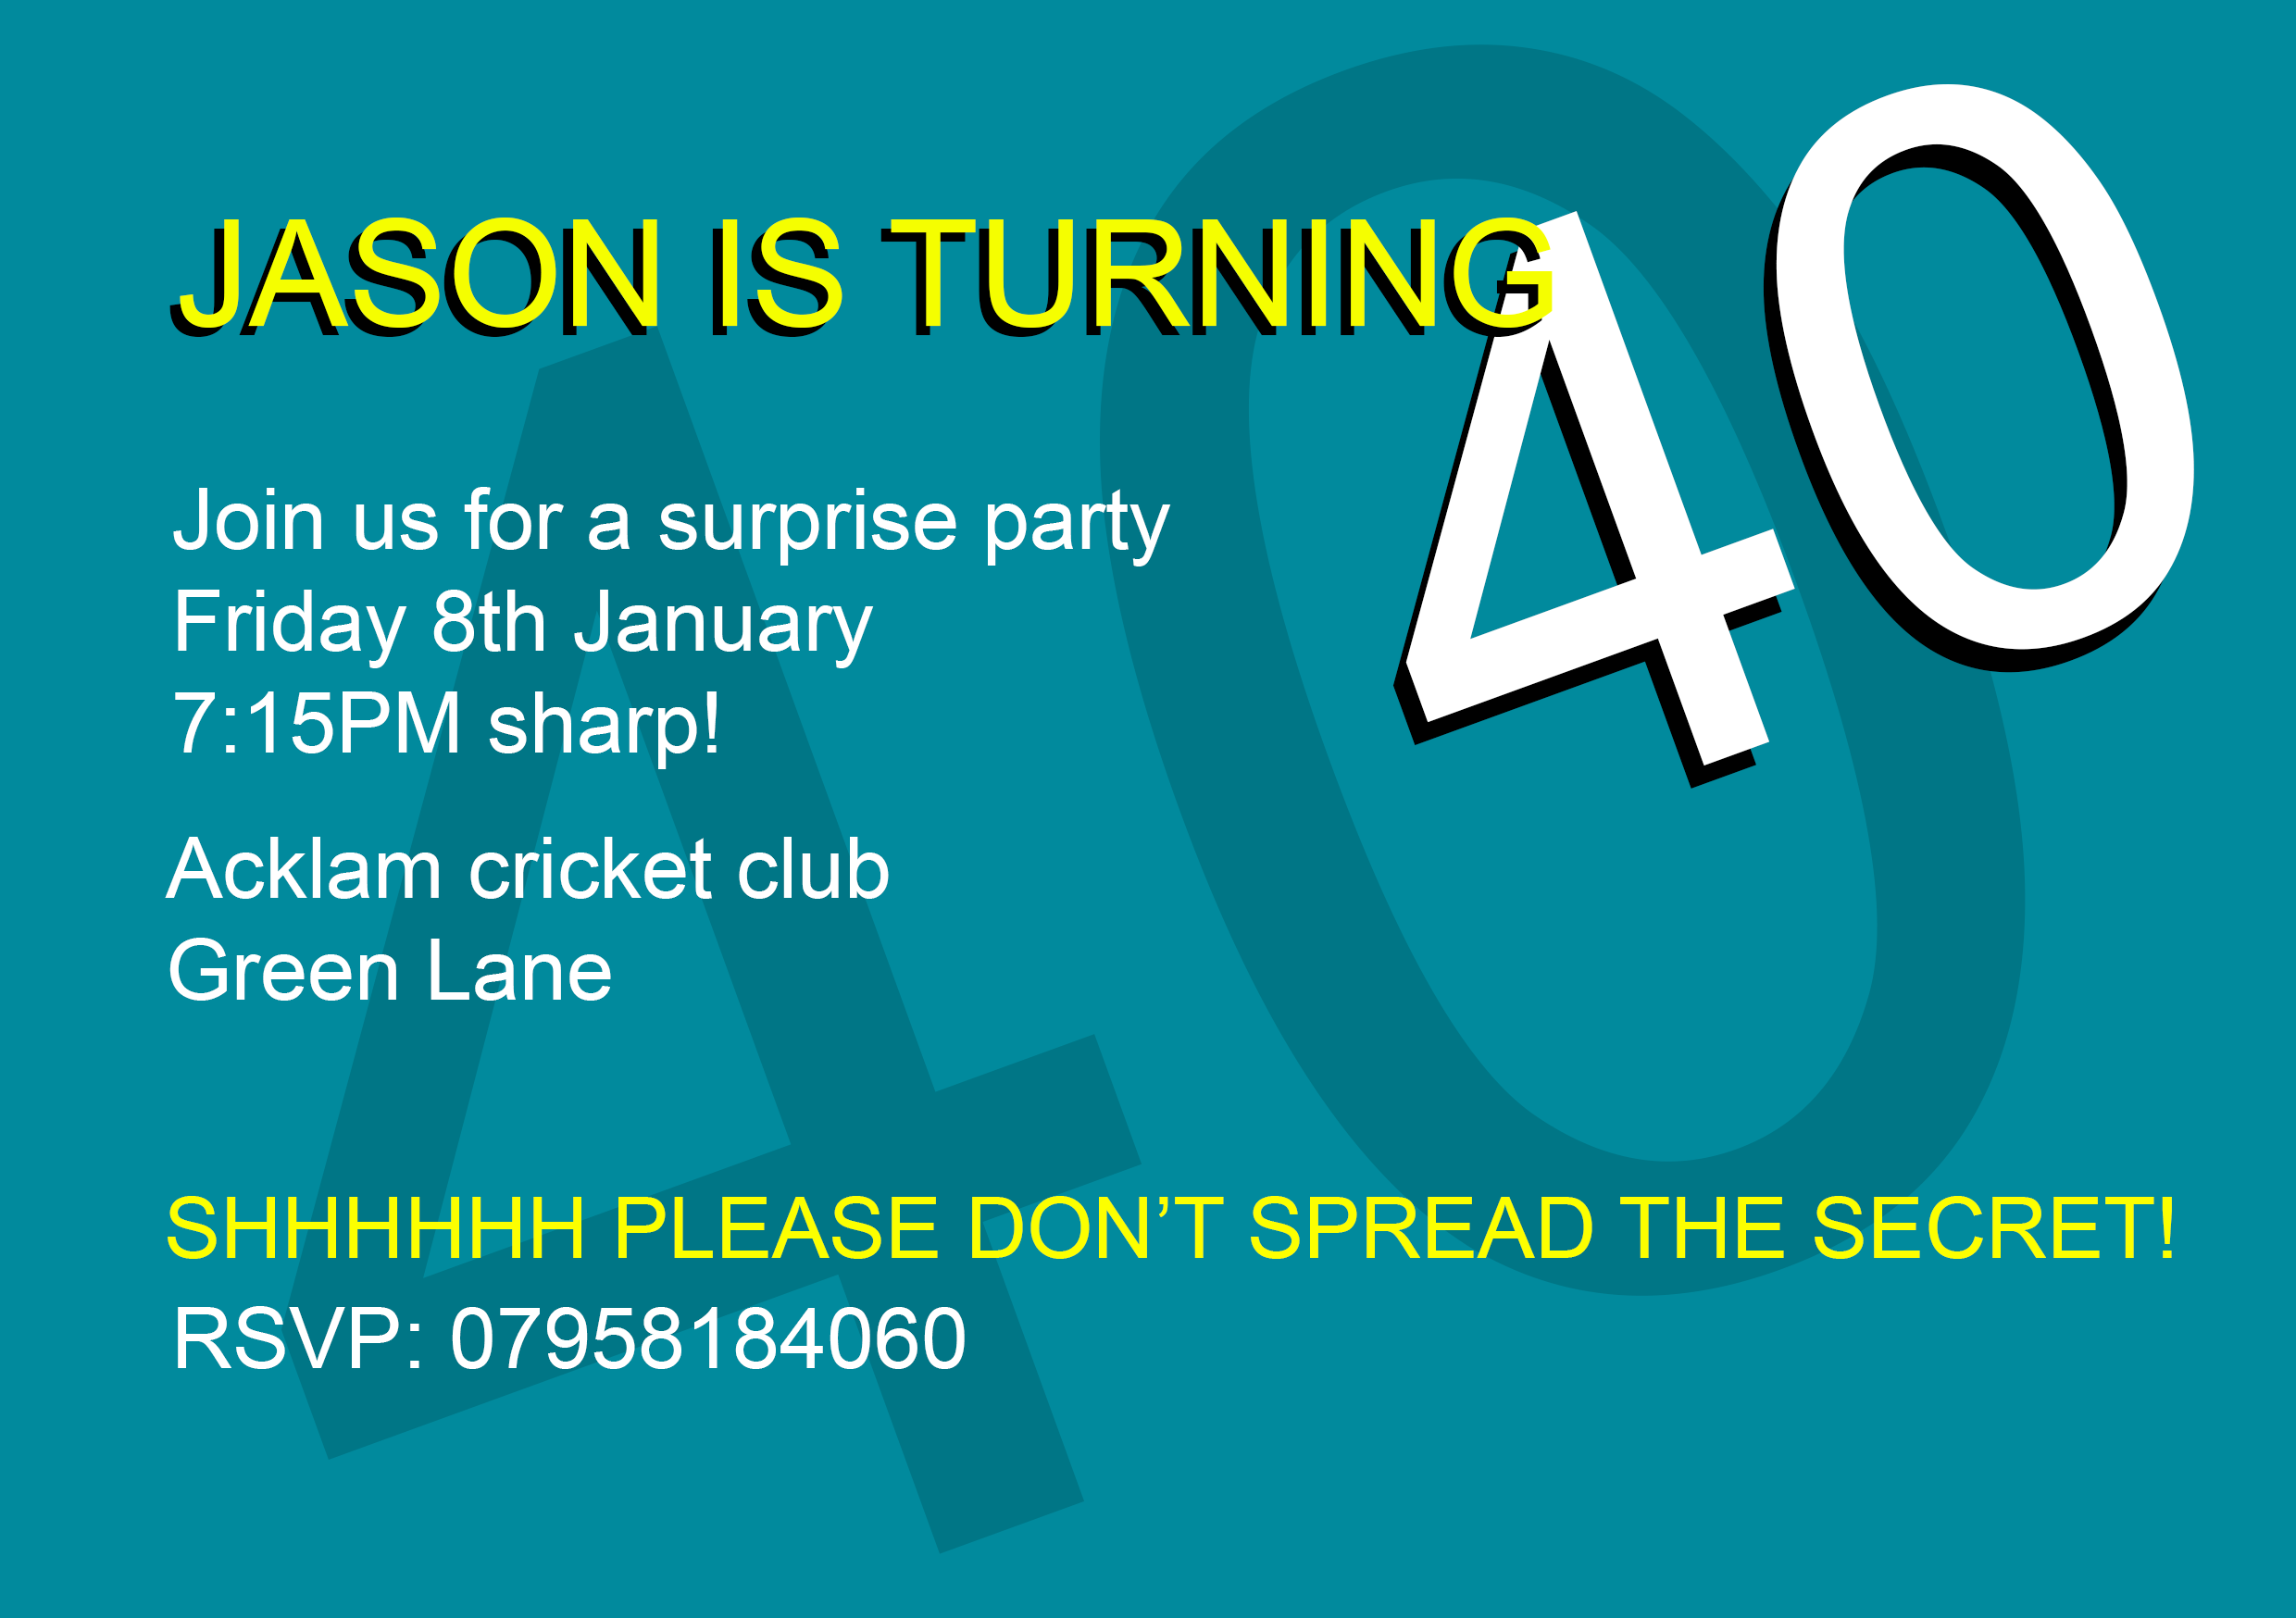 JASON IS TURNING
40
Join us for a surprise party
Friday 8th January
7:15PM sharp!
Acklam cricket club
Green Lane
SHHHHHH PLEASE DON’T SPREAD THE SECRET!
RSVP: 07958184060